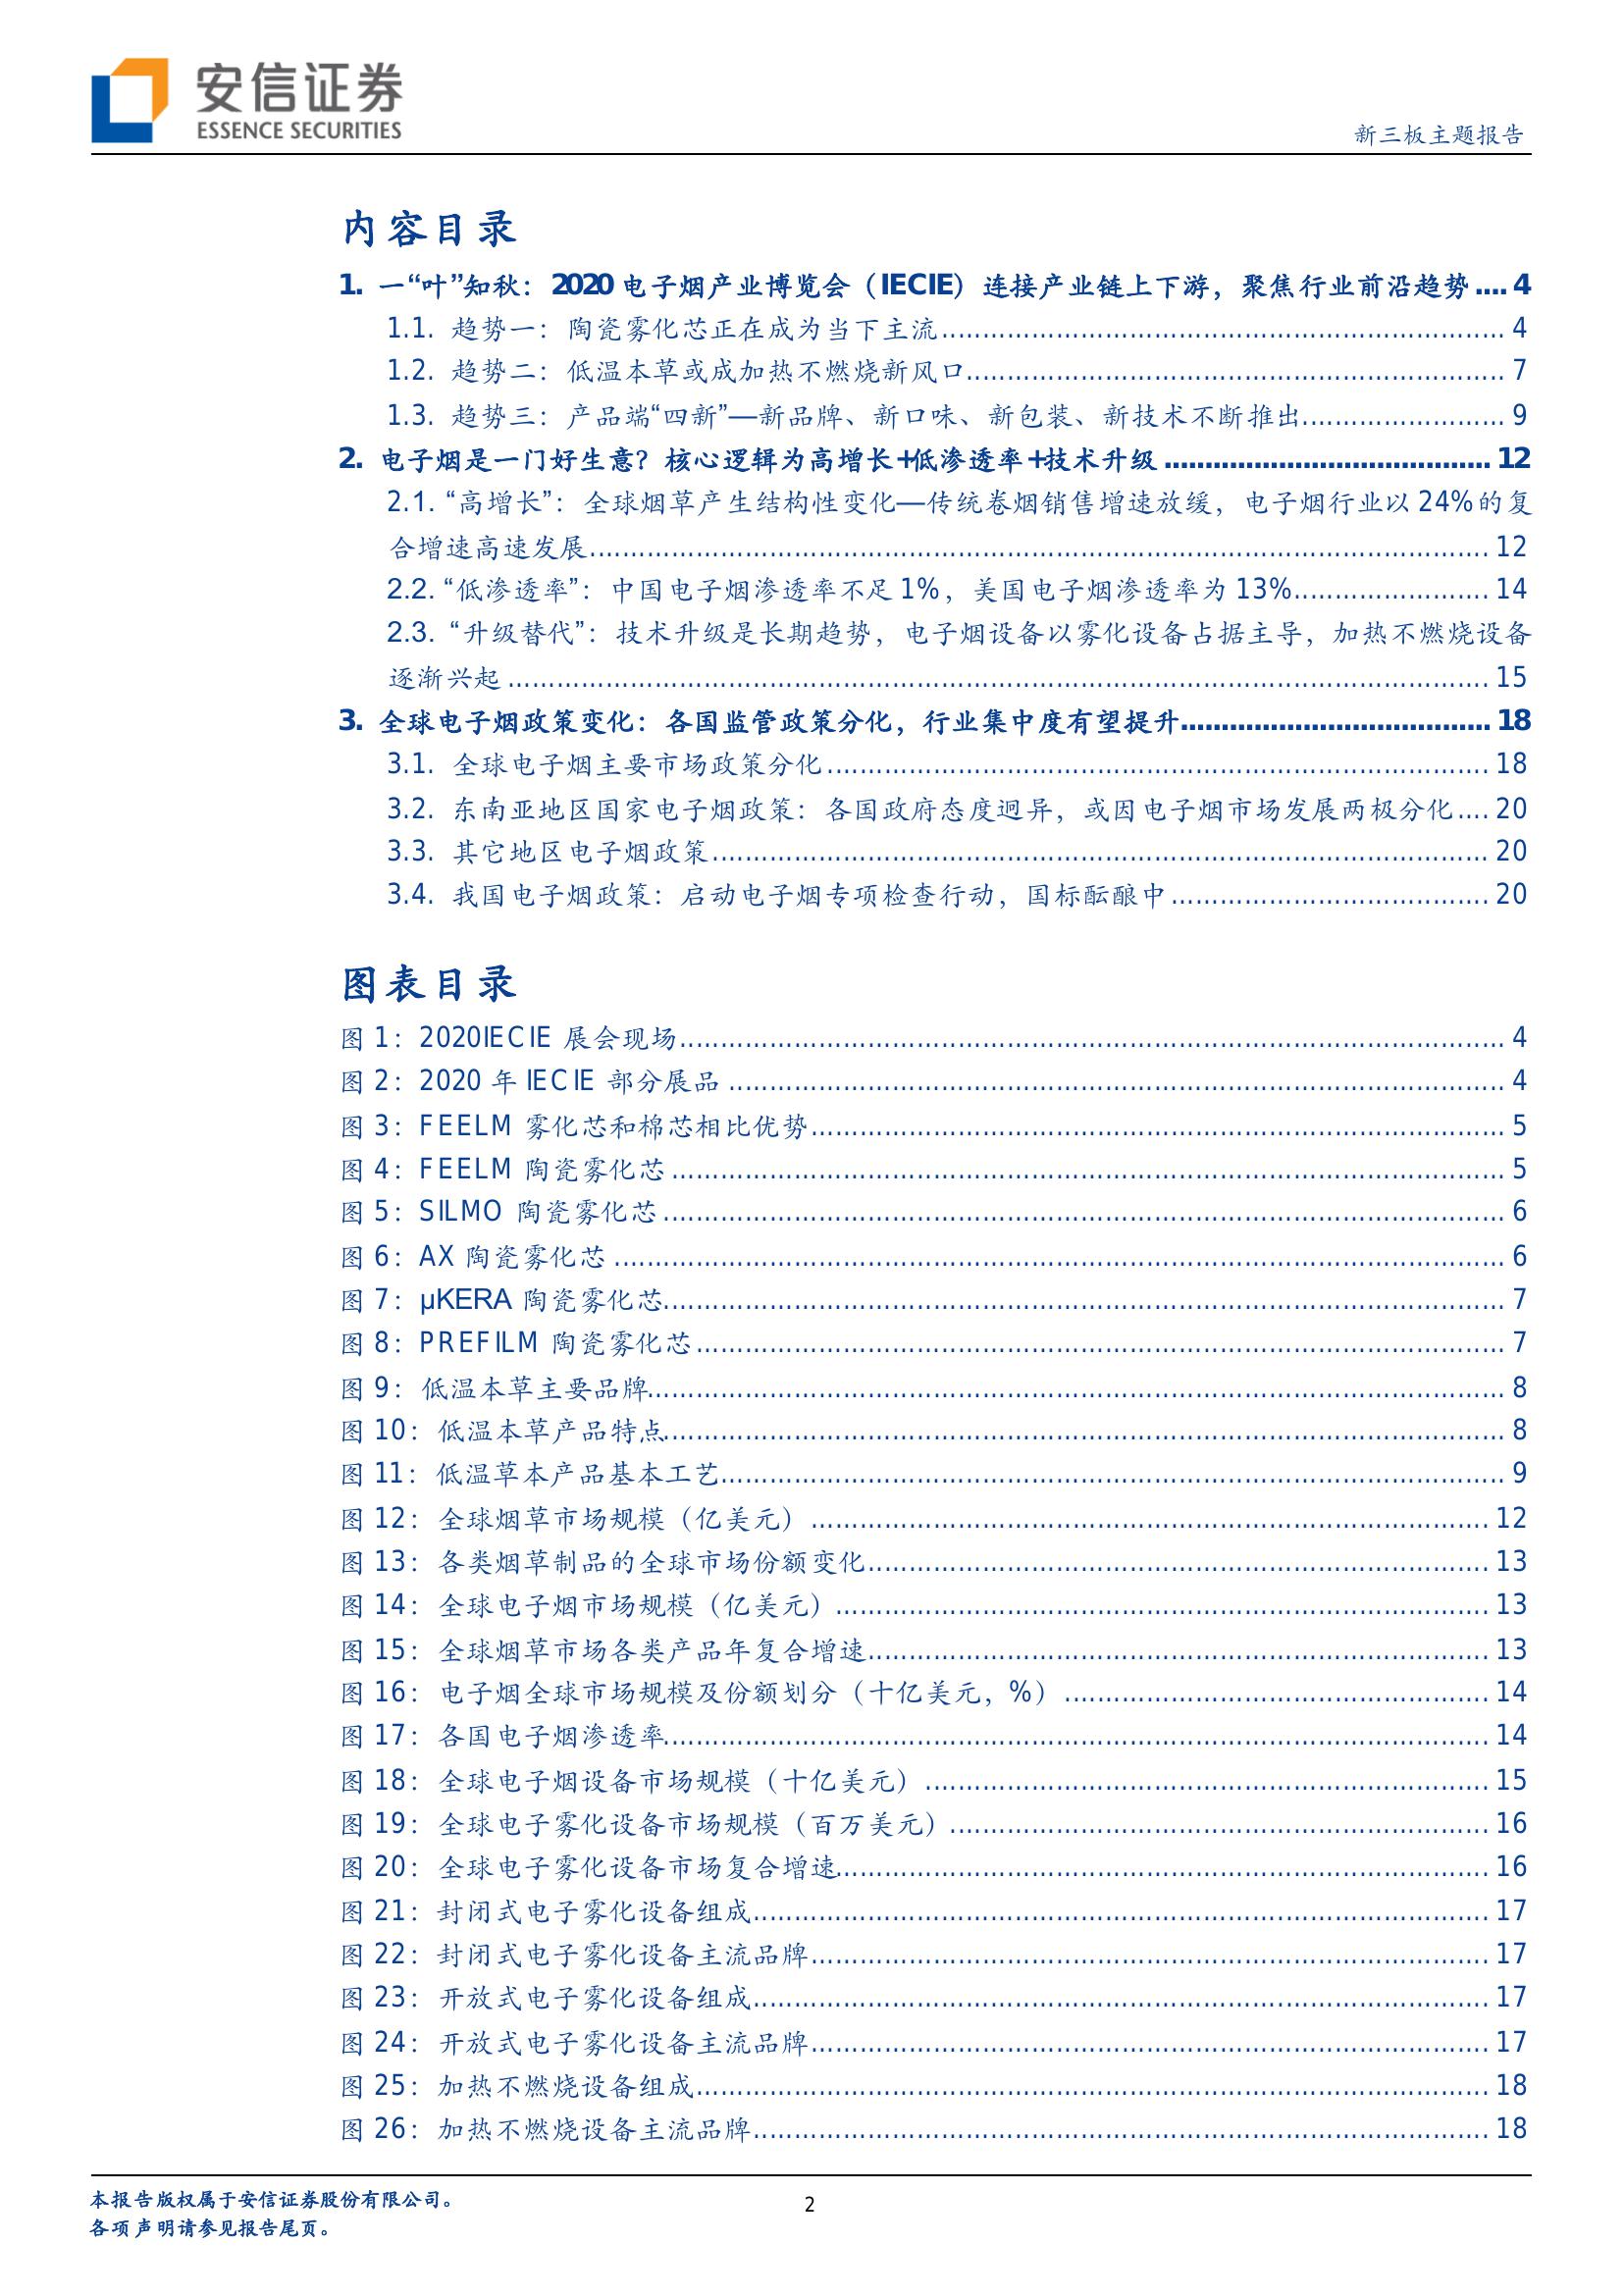 安信证券
ESSENCE SECURITIES
新三板主题报告
内容目录
1. 一“叶”知秋：2020 电子烟产业博览会（IECIE）连接产业链上下游，聚焦行业前沿趋势 .... 4
1.1. 趋势一：陶瓷雾化芯正在成为当下主流 .... 4
1.2. 趋势二：低温本草或成加热不燃烧新风口 .... 7
1.3. 趋势三：产品端“四新”—新品牌、新口味、新包装、新技术不断推出 .... 9
2. 电子烟是一门好生意？核心逻辑为高增长+低渗透率+技术升级 .... 12
2.1. “高增长”：全球烟草产生结构性变化—传统卷烟销售增速放缓，电子烟行业以 24%的复
合增速高速发展 .... 12
2.2. “低渗透率”：中国电子烟渗透率不足 1%，美国电子烟渗透率为 13% .... 14
2.3. “升级替代”：技术升级是长期趋势，电子烟设备以雾化设备占据主导，加热不燃烧设备
逐渐兴起 .... 15
3. 全球电子烟政策变化：各国监管政策分化，行业集中度有望提升 .... 18
3.1. 全球电子烟主要市场政策分化 .... 18
3.2. 东南亚地区国家电子烟政策：各国政府态度迥异，或因电子烟市场发展两极分化 .... 20
3.3. 其它地区电子烟政策 .... 20
3.4. 我国电子烟政策：启动电子烟专项检查行动，国标酝酿中 .... 20
图表目录
图 1：2020IECIE 展会现场 .... 4
图 2：2020 年 IECIE 部分展品 .... 4
图 3：FEELM 雾化芯和棉芯相比优势 .... 5
图 4：FEELM 陶瓷雾化芯 .... 5
图 5：SILMO 陶瓷雾化芯 .... 6
图 6：AX 陶瓷雾化芯 .... 6
图 7：μKERA 陶瓷雾化芯 .... 7
图 8：PREFILM 陶瓷雾化芯 .... 7
图 9：低温本草主要品牌 .... 8
图 10：低温本草产品特点 .... 8
图 11：低温草本产品基本工艺 .... 9
图 12：全球烟草市场规模（亿美元） .... 12
图 13：各类烟草制品的全球市场份额变化 .... 13
图 14：全球电子烟市场规模（亿美元） .... 13
图 15：全球烟草市场各类产品年复合增速 .... 13
图 16：电子烟全球市场规模及份额划分（十亿美元，%） .... 14
图 17：各国电子烟渗透率 .... 14
图 18：全球电子烟设备市场规模（十亿美元） .... 15
图 19：全球电子雾化设备市场规模（百万美元） .... 16
图 20：全球电子雾化设备市场复合增速 .... 16
图 21：封闭式电子雾化设备组成 .... 17
图 22：封闭式电子雾化设备主流品牌 .... 17
图 23：开放式电子雾化设备组成 .... 17
图 24：开放式电子雾化设备主流品牌 .... 17
图 25：加热不燃烧设备组成 .... 18
图 26：加热不燃烧设备主流品牌 .... 18
本报告版权属于安信证券股份有限公司。
2
各项声明请参见报告尾页。